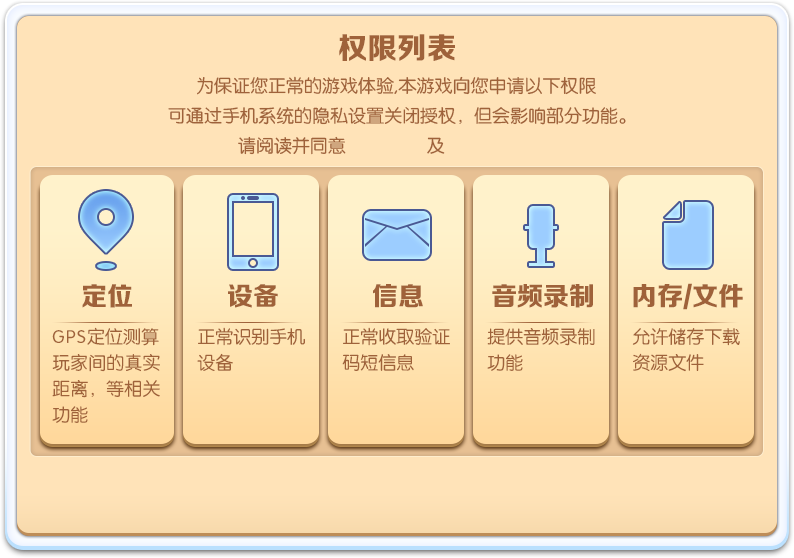 权限列表
为保证您正常的游戏体验,本游戏向您申请以下权限
可通过手机系统的隐私设置关闭授权，但会影响部分功能。
请阅读并同意 及
定位
GPS定位测算
玩家间的真实
距离，等相关
功能
设备
正常识别手机
设备
信息
正常收取验证
码短信息
音频录制
提供音频录制
功能
内存/文件
允许储存下载
资源文件